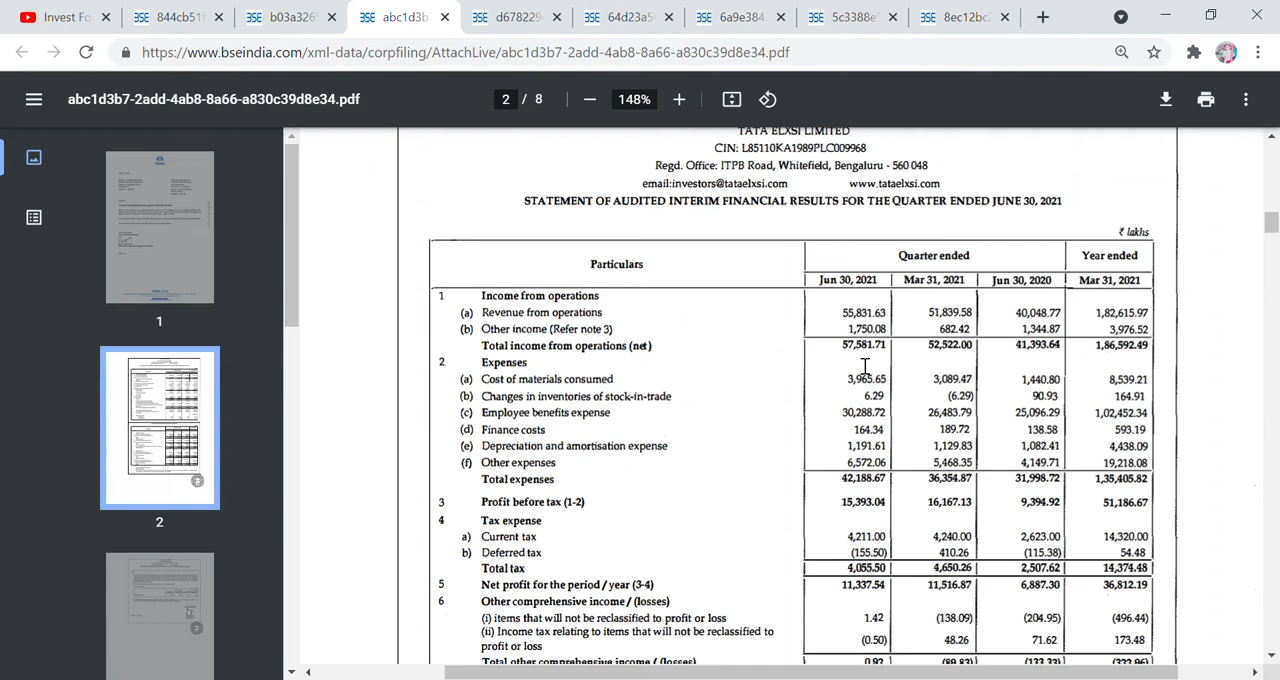 Invest Fo
844cb51f
b03a3265
abc1d3b
d678229
64d23a5
6a9e384
5c3388e
8ec12bc
https://www.bseindia.com/xml-data/corpfiling/AttachLive/abc1d3b7-2add-4ab8-8a66-a830c39d8e34.pdf
abc1d3b7-2add-4ab8-8a66-a830c39d8e34.pdf 2 / 8 148%
TATA ELXSI LIMITED
CIN: L85110KA1989PLC009968
Regd. Office: ITPB Road, Whitefield, Bengaluru - 560 048
email:investors@tataelxsi.com www.tataelxsi.com
STATEMENT OF AUDITED INTERIM FINANCIAL RESULTS FOR THE QUARTER ENDED JUNE 30, 2021
₹ lakhs
Particulars Quarter ended Year ended
Jun 30, 2021 Mar 31, 2021 Jun 30, 2020 Mar 31, 2021
1 Income from operations
(a) Revenue from operations 55,831.63 51,839.58 40,048.77 1,82,615.97
(b) Other income (Refer note 3) 1,750.08 682.42 1,344.87 3,976.52
Total income from operations (net) 57,581.71 52,522.00 41,393.64 1,86,592.49
2 Expenses
(a) Cost of materials consumed 3,965.65 3,089.47 1,440.80 8,539.21
(b) Changes in inventories of stock-in-trade 6.29 (6.29) 90.93 164.91
(c) Employee benefits expense 30,288.72 26,483.79 25,096.29 1,02,452.34
(d) Finance costs 164.34 189.72 138.58 593.19
(e) Depreciation and amortisation expense 1,191.61 1,129.83 1,082.41 4,438.09
(f) Other expenses 6,572.06 5,468.35 4,149.71 19,218.08
Total expenses 42,188.67 36,354.87 31,998.72 1,35,405.82
3 Profit before tax (1-2) 15,393.04 16,167.13 9,394.92 51,186.67
4 Tax expense
a) Current tax 4,211.00 4,240.00 2,623.00 14,320.00
b) Deferred tax (155.50) 410.26 (115.38) 54.48
Total tax 4,055.50 4,650.26 2,507.62 14,374.48
5 Net profit for the period / year (3-4) 11,337.54 11,516.87 6,887.30 36,812.19
6 Other comprehensive income / (losses)
(i) items that will not be reclassified to profit or loss 1.42 (138.09) (204.95) (496.44)
(ii) Income tax relating to items that will not be reclassified to
profit or loss (0.50) 48.26 71.62 173.48
Total other comprehensive income / (losses) 0.92 (89.83) (133.33) (322.96)
1
2